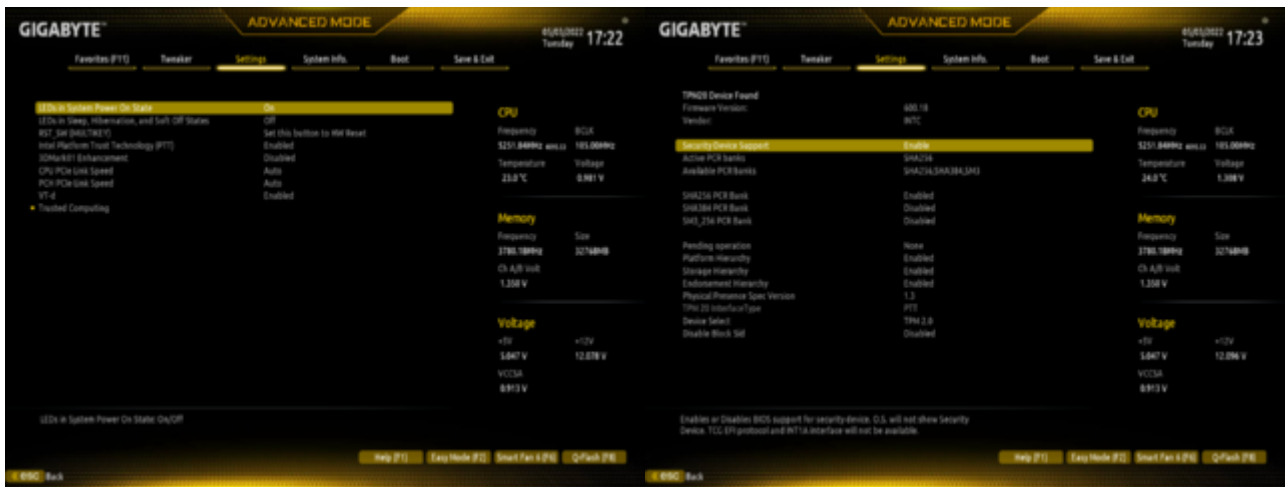 GIGABYTE™
ADVANCED MODE
05/03/2022
Tuesday
17:22
Favorites (F11)
Tweaker
Settings
System Info.
Boot
Save & Exit
LEDs in System Power On State On
LEDs in Sleep, Hibernation, and Soft Off States Off
RST_SW (MULTIKEY) Set this button to HW Reset
Intel Platform Trust Technology (PTT) Enabled
3DMark01 Enhancement Disabled
CPU PCIe Link Speed Auto
PCH PCIe Link Speed Auto
VT-d Enabled
Trusted Computing
CPU
Frequency BCLK
5251.84MHz 105.00MHz
Temperature Voltage
23.0 °C 0.981 V
Memory
Frequency Size
3780.18MHz 32768MB
Ch A/B Volt
1.350 V
Voltage
+5V +12V
5.047 V 12.078 V
VCCSA
0.913 V
LEDs in System Power On State: On/Off
Help (F1)
Easy Mode (F2)
Smart Fan 6 (F6)
Q-Flash (F8)
ESC Back
GIGABYTE™
ADVANCED MODE
05/03/2022
Tuesday
17:23
Favorites (F11)
Tweaker
Settings
System Info.
Boot
Save & Exit
TPM20 Device Found
Firmware Version: 600.18
Vendor: INTC
Security Device Support Enable
Active PCR banks SHA256
Available PCR Banks SHA256,SHA384,SM3
SHA256 PCR Bank Enabled
SHA384 PCR Bank Disabled
SM3_256 PCR Bank Disabled
Pending operation None
Platform Hierarchy Enabled
Storage Hierarchy Enabled
Endorsement Hierarchy Enabled
Physical Presence Spec Version 1.3
TPM 20 InterfaceType PTT
Device Select TPM 2.0
Disable Block Sid Disabled
CPU
Frequency BCLK
5251.84MHz 105.00MHz
Temperature Voltage
24.0 °C 1.308 V
Memory
Frequency Size
3780.18MHz 32768MB
Ch A/B Volt
1.350 V
Voltage
+5V +12V
5.047 V 12.096 V
VCCSA
0.913 V
Enables or Disables BIOS support for security device. O.S. will not show Security
Device. TCG EFI protocol and INT1A interface will not be available.
Help (F1)
Easy Mode (F2)
Smart Fan 6 (F6)
Q-Flash (F8)
ESC Back